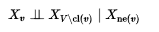 X_v ⫫ X_{V\cl(v)} | X_{ne(v)}